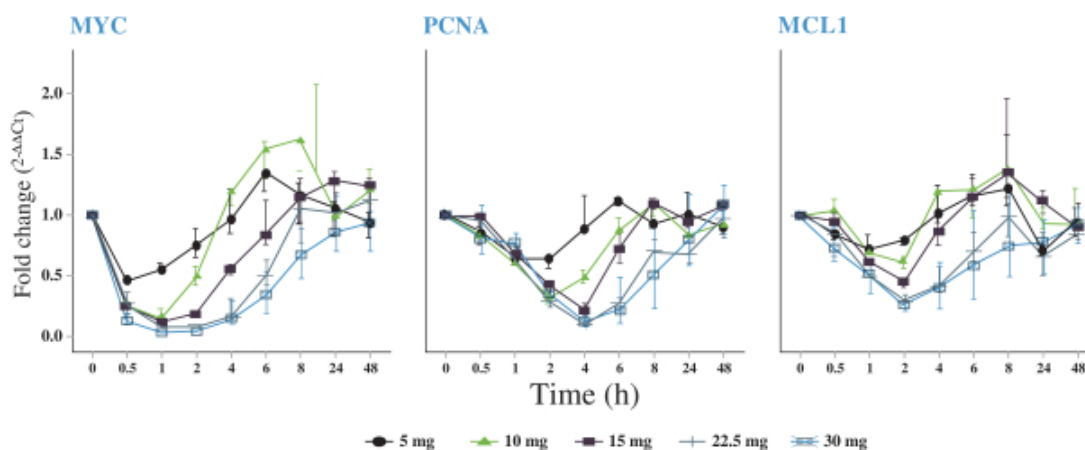 MYC PCNA MCL1
Fold change (2-ΔΔCt)
2.0
1.5
1.0
0.5
0.0
0 0.5 1 2 4 6 8 24 48 0 0.5 1 2 4 6 8 24 48 0 0.5 1 2 4 6 8 24 48
Time (h)
5 mg 10 mg 15 mg 22.5 mg 30 mg